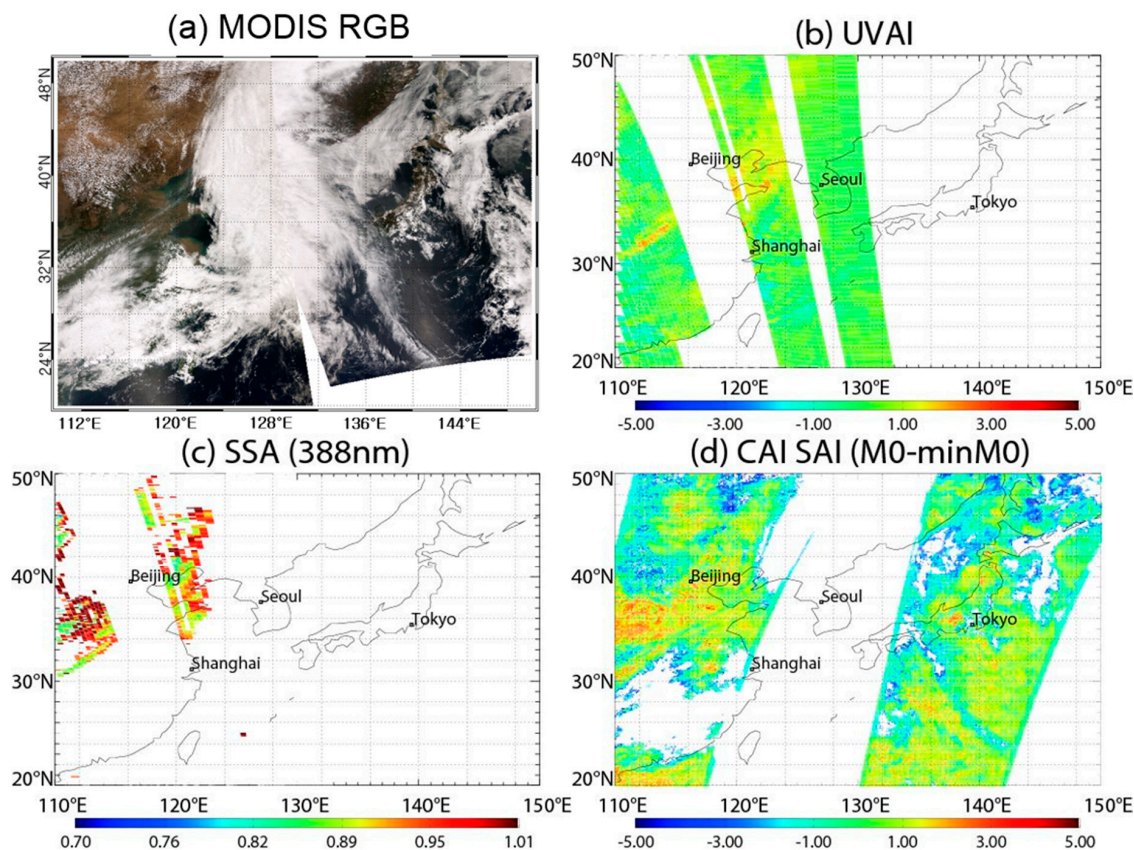 (a) MODIS RGB
48°N
40°N
32°N
24°N
112°E 120°E 128°E 136°E 144°E
(b) UVAI
50°N
40°N
30°N
20°N
Beijing
Seoul
Tokyo
Shanghai
110°E 120°E 130°E 140°E 150°E
-5.00 -3.00 -1.00 1.00 3.00 5.00
(c) SSA (388nm)
50°N
40°N
30°N
20°N
Beijing
Seoul
Tokyo
Shanghai
110°E 120°E 130°E 140°E 150°E
0.70 0.76 0.82 0.89 0.95 1.01
(d) CAI SAI (M0-minM0)
50°N
40°N
30°N
20°N
Beijing
Seoul
Tokyo
Shanghai
110°E 120°E 130°E 140°E 150°E
-5.00 -3.00 -1.00 1.00 3.00 5.00